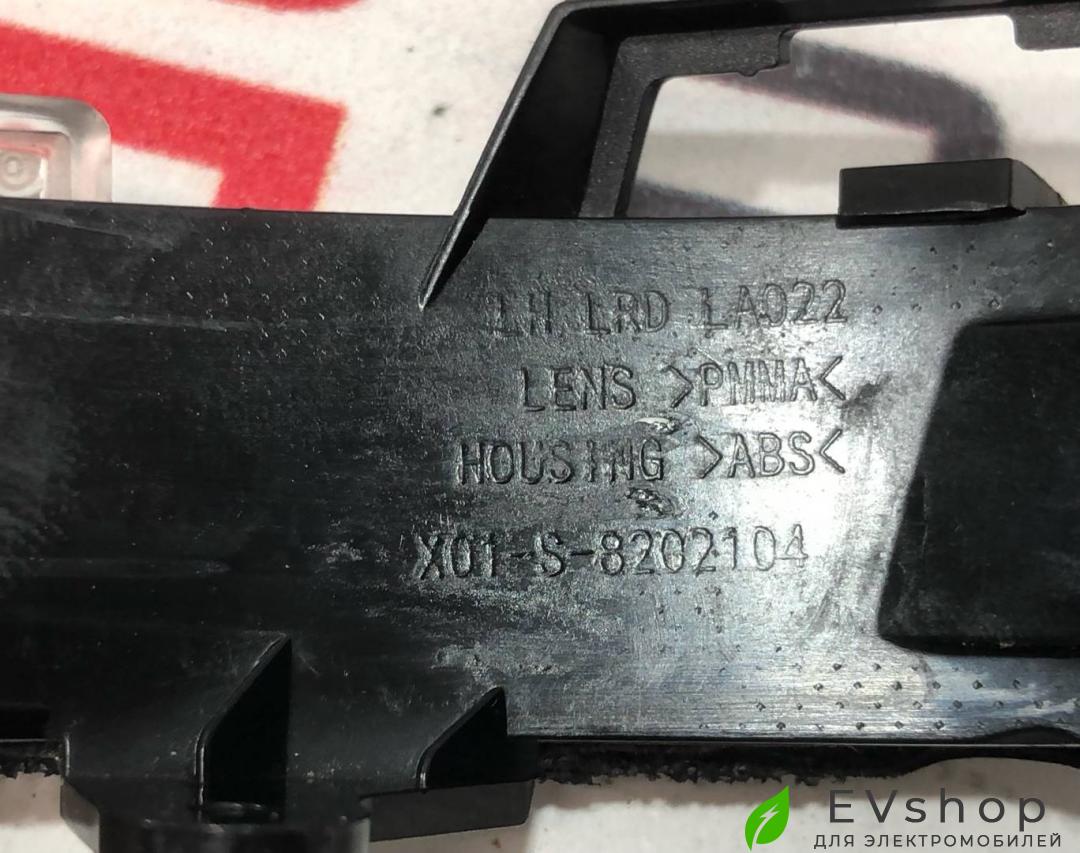 LH LRD LA022
LENS >PMMA<
HOUSING >ABS<
X01-S-8202104
EVshop
ДЛЯ ЭЛЕКТРОМОБИЛЕЙ